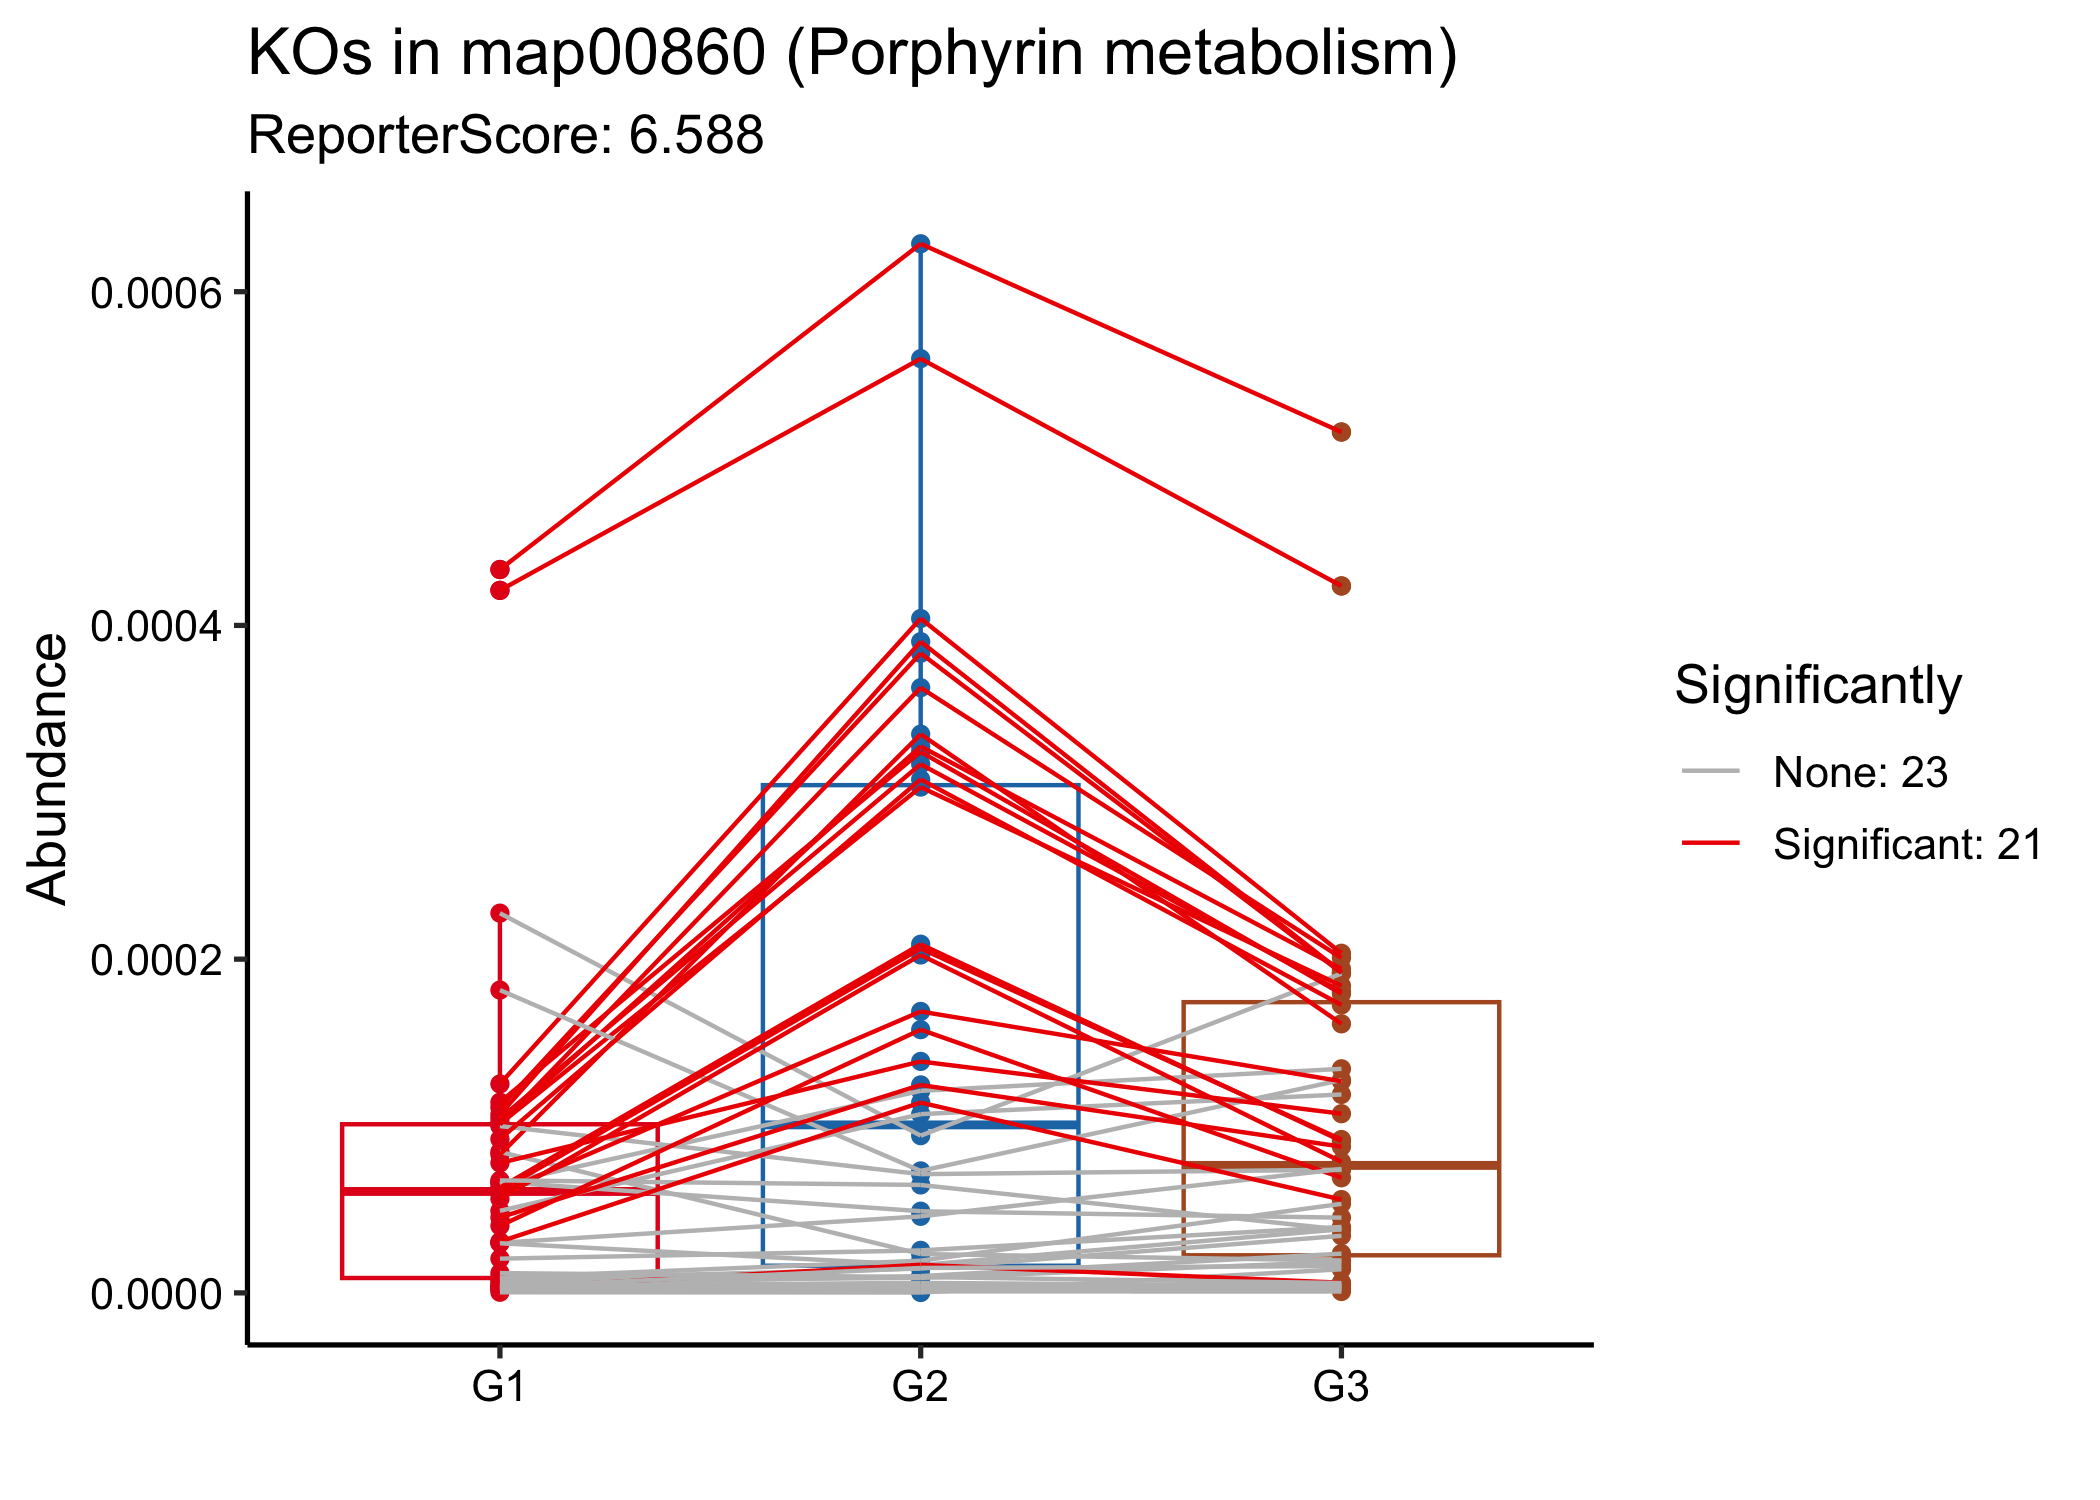 KOs in map00860 (Porphyrin metabolism)
ReporterScore: 6.588
Abundance
0.0006
0.0004
0.0002
0.0000
G1
G2
G3
Significantly
None: 23
Significant: 21